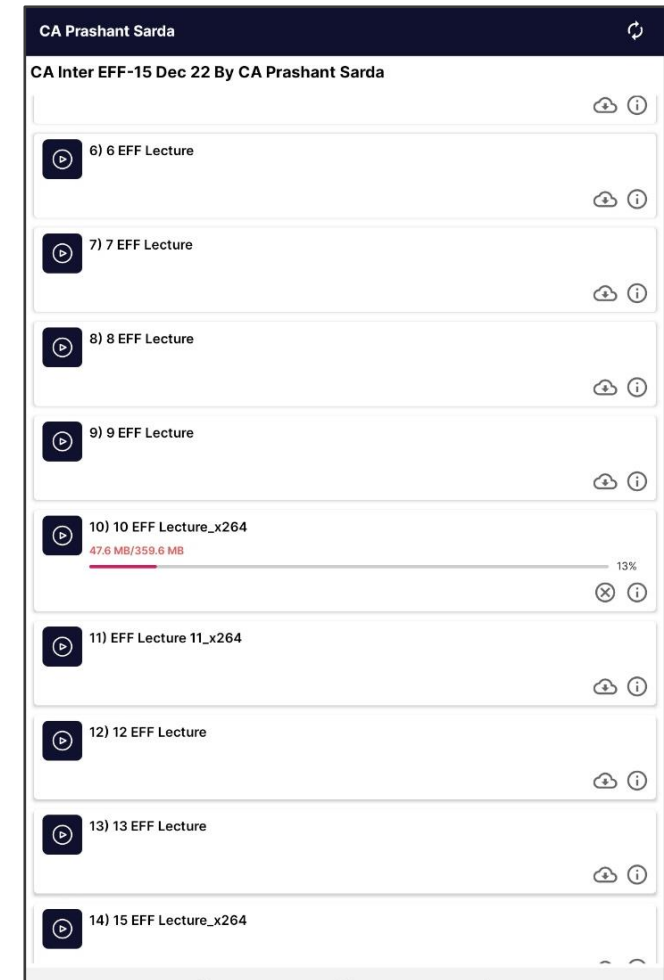 CA Prashant Sarda
CA Inter EFF-15 Dec 22 By CA Prashant Sarda
6) 6 EFF Lecture
7) 7 EFF Lecture
8) 8 EFF Lecture
9) 9 EFF Lecture
10) 10 EFF Lecture_x264
47.6 MB/359.6 MB
13%
11) EFF Lecture 11_x264
12) 12 EFF Lecture
13) 13 EFF Lecture
14) 15 EFF Lecture_x264